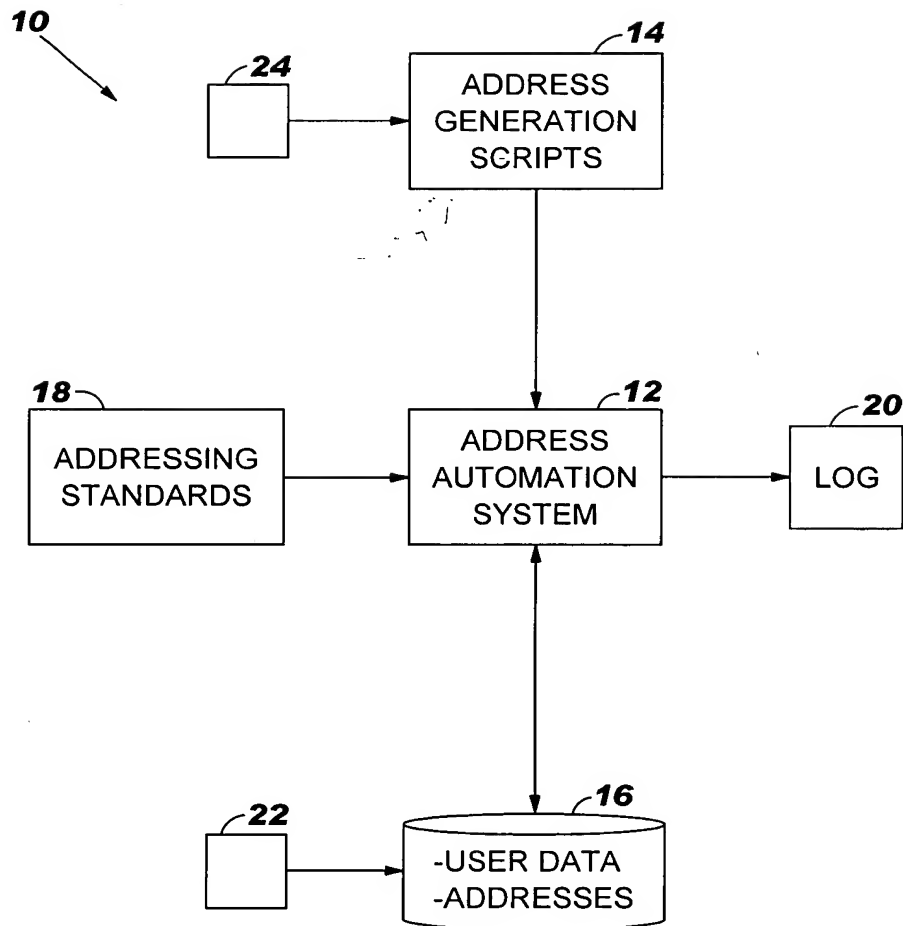 10
24
14
ADDRESS
GENERATION
SCRIPTS
18
ADDRESSING
STANDARDS
12
ADDRESS
AUTOMATION
SYSTEM
20
LOG
22
16
-USER DATA
-ADDRESSES